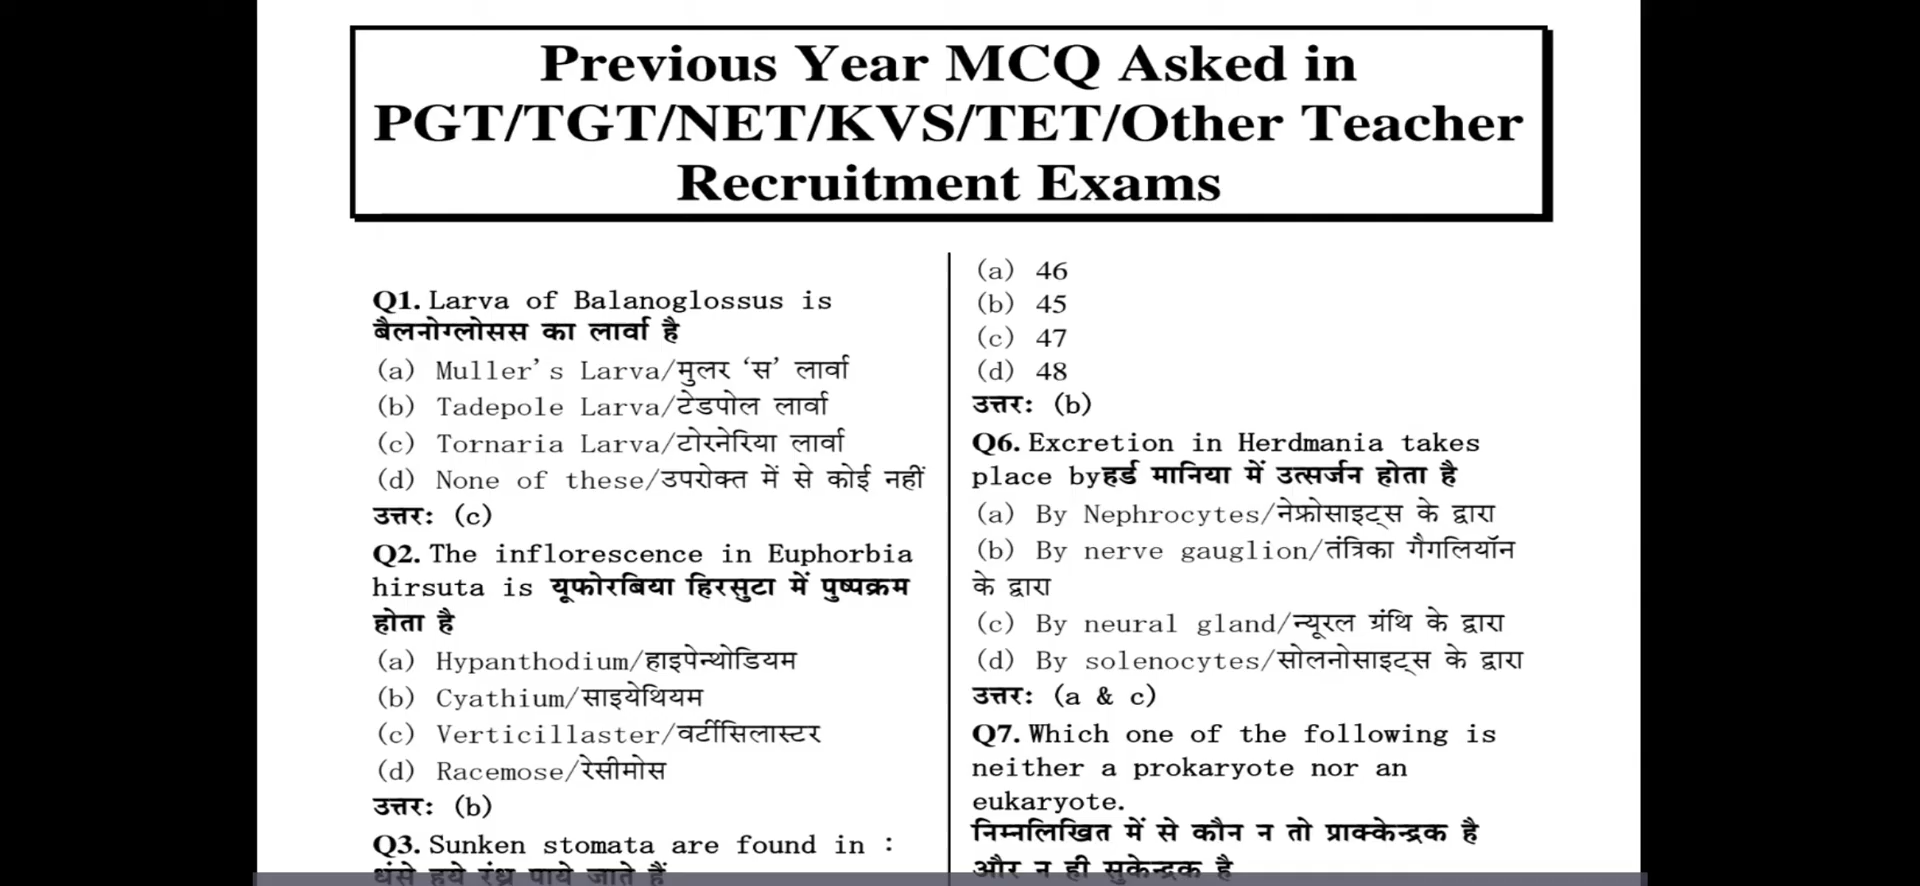 Previous Year MCQ Asked in
PGT/TGT/NET/KVS/TET/Other Teacher
Recruitment Exams
Q1. Larva of Balanoglossus is
बैलनोग्लोसस का लार्वा है
(a) Muller's Larva/मुलर ‘स’ लार्वा
(b) Tadepole Larva/टेडपोल लार्वा
(c) Tornaria Larva/टोरनेरिया लार्वा
(d) None of these/उपरोक्त में से कोई नहीं
उत्तरः (c)
Q2. The inflorescence in Euphorbia
hirsuta is यूफोरबिया हिरसुटा में पुष्पक्रम
होता है
(a) Hypanthodium/हाइपेन्थोडियम
(b) Cyathium/साइयेथियम
(c) Verticillaster/वर्टीसिलास्टर
(d) Racemose/रेसीमोस
उत्तरः (b)
Q3. Sunken stomata are found in :
धंसे हुये रंध्र पाये जाते हैं
(a) 46
(b) 45
(c) 47
(d) 48
उत्तरः (b)
Q6. Excretion in Herdmania takes
place byहर्ड मानिया में उत्सर्जन होता है
(a) By Nephrocytes/नेफ्रोसाइट्स के द्वारा
(b) By nerve gauglion/तंत्रिका गैगलियॉन
के द्वारा
(c) By neural gland/न्यूरल ग्रंथि के द्वारा
(d) By solenocytes/सोलनोसाइट्स के द्वारा
उत्तरः (a & c)
Q7. Which one of the following is
neither a prokaryote nor an
eukaryote.
निम्नलिखित में से कौन न तो प्राक्केन्द्रक है
और न ही सुकेन्द्रक है